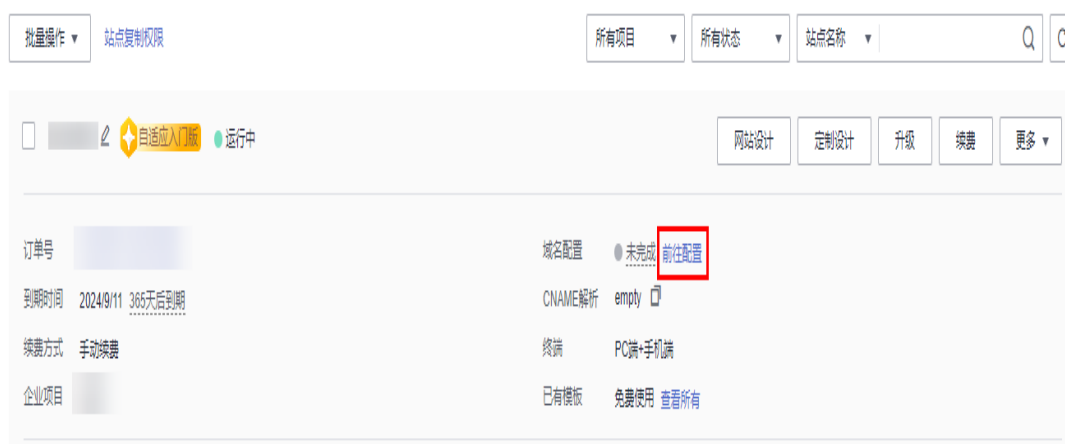 批量操作 站点复制权限 所有项目 所有状态 站点名称
自适应入门版 运行中 网站设计 定制设计 升级 续费 更多
订单号 域名配置 未完成 前往配置
到期时间 2024/9/11 365天后到期 CNAME解析 empty
续费方式 手动续费 终端 PC端+手机端
企业项目 已有模板 免费使用 查看所有